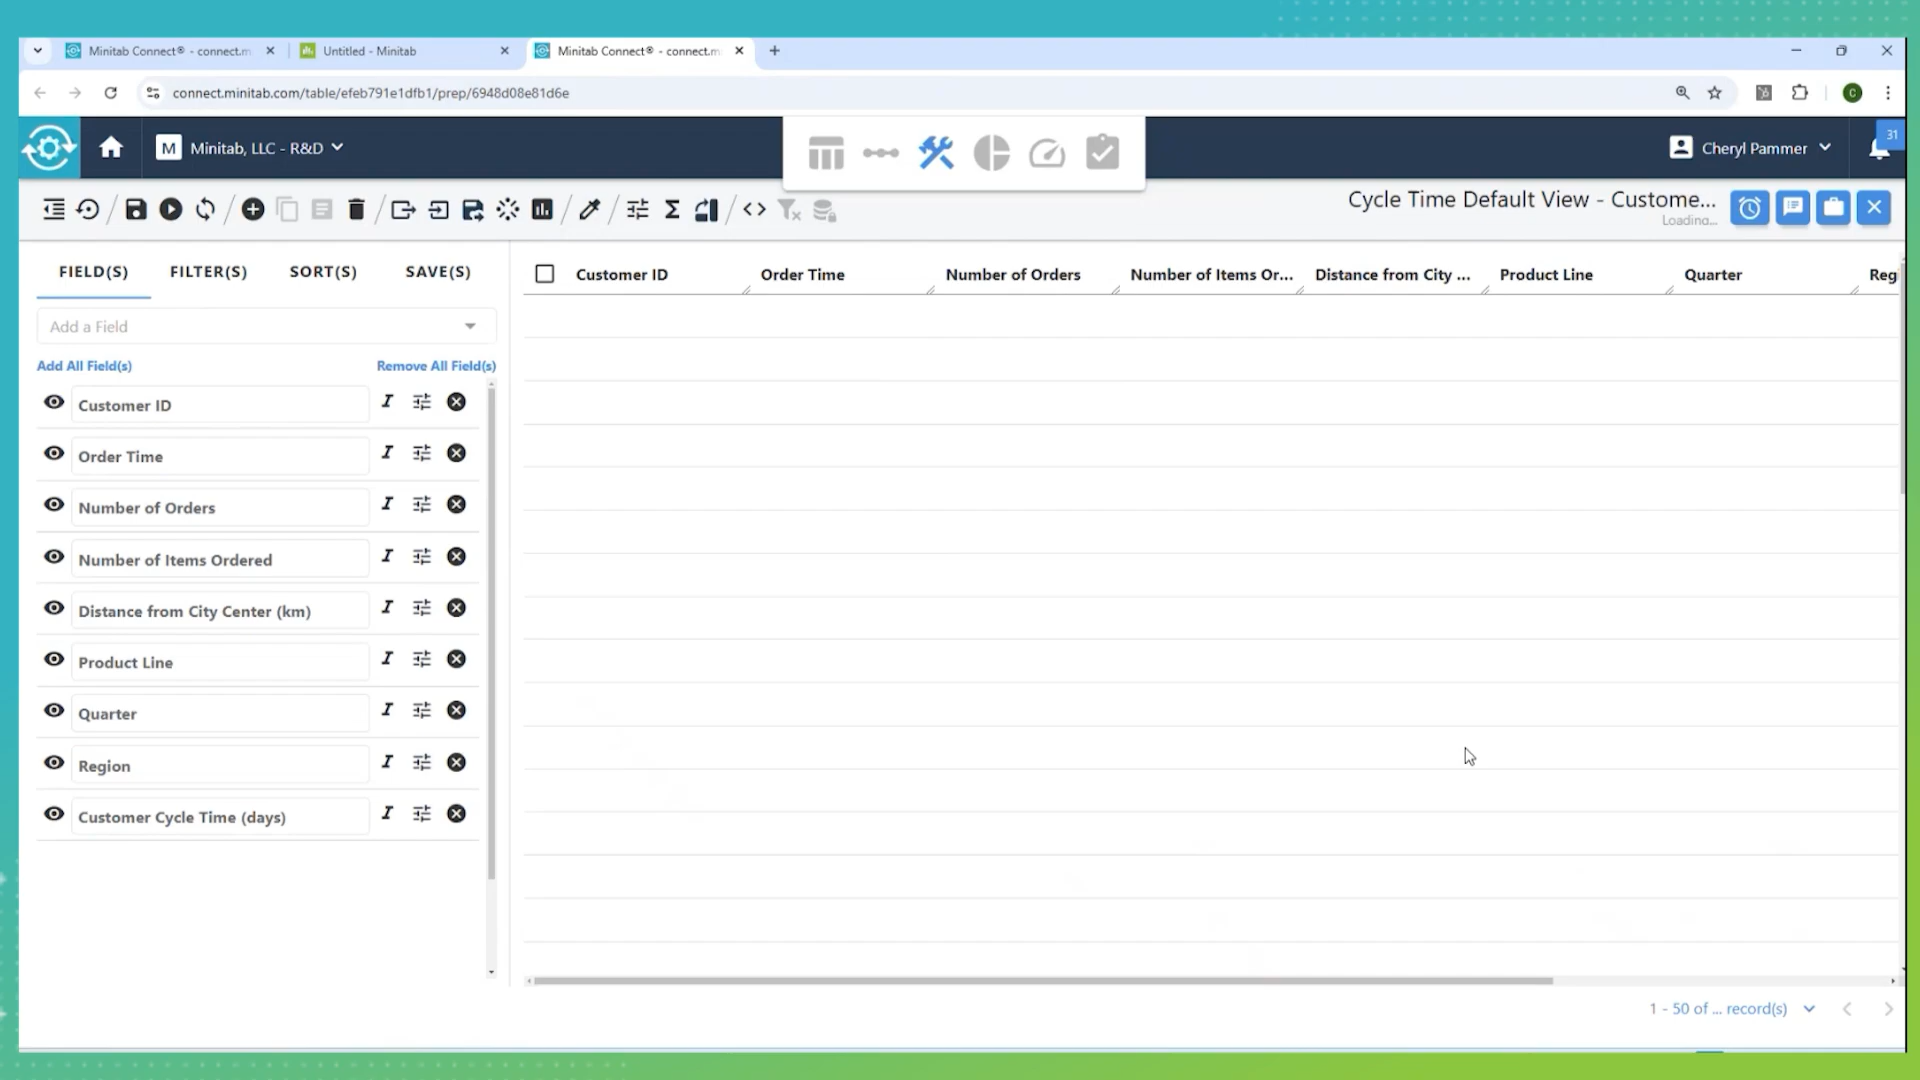 Minitab Connect® - connect.m
Untitled - Minitab
Minitab Connect® - connect.m
connect.minitab.com/table/efeb791e1dfb1/prep/6948d08e81d6e
C
M Minitab, LLC - R&D
Cheryl Pammer
31
Cycle Time Default View - Custome...
Loading...
FIELD(S) FILTER(S) SORT(S) SAVE(S)
Add a Field
Add All Field(s) Remove All Field(s)
Customer ID
Order Time
Number of Orders
Number of Items Ordered
Distance from City Center (km)
Product Line
Quarter
Region
Customer Cycle Time (days)
Customer ID Order Time Number of Orders Number of Items Or... Distance from City ... Product Line Quarter Reg
1 - 50 of ... record(s)